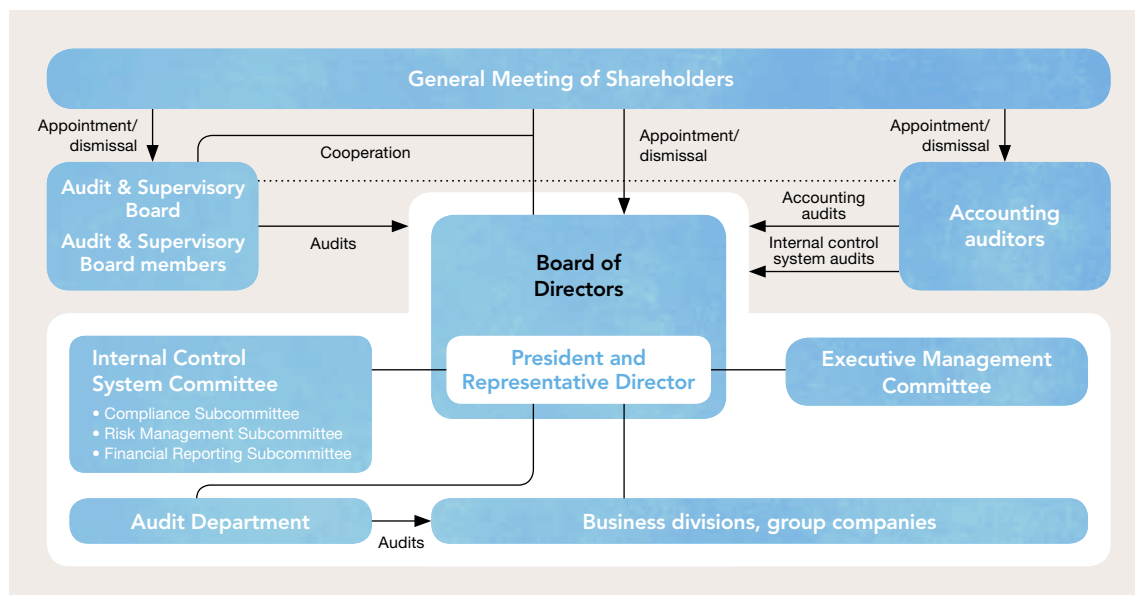 General Meeting of Shareholders
Appointment/
dismissal
Cooperation
Appointment/
dismissal
Appointment/
dismissal
Audit & Supervisory
Board
Audit & Supervisory
Board members
Audits
Accounting
audits
Internal control
system audits
Accounting
auditors
Board of
Directors
President and
Representative Director
Internal Control
System Committee
• Compliance Subcommittee
• Risk Management Subcommittee
• Financial Reporting Subcommittee
Executive Management
Committee
Audit Department
Audits
Business divisions, group companies